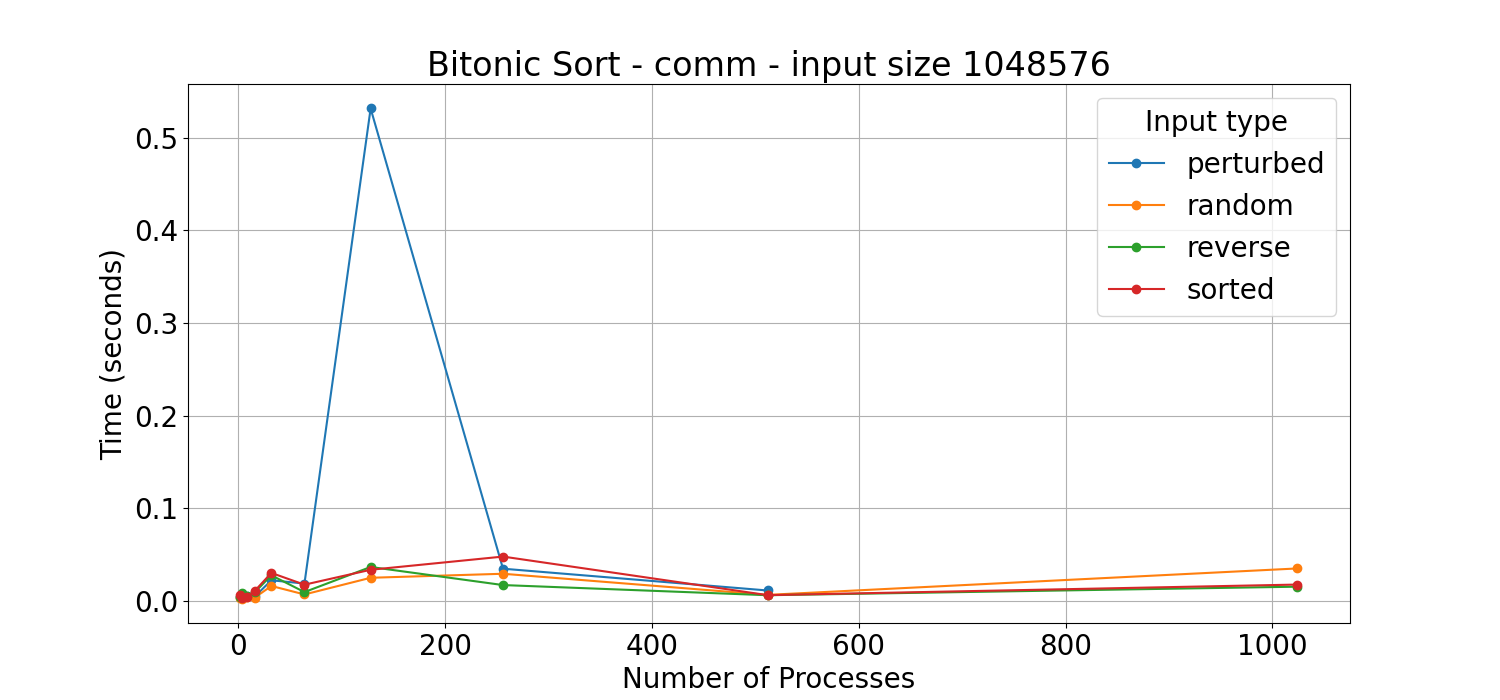 Bitonic Sort - comm - input size 1048576
Time (seconds)
0.5
0.4
0.3
0.2
0.1
0.0
Input type
perturbed
random
reverse
sorted
0 200 400 600 800 1000
Number of Processes